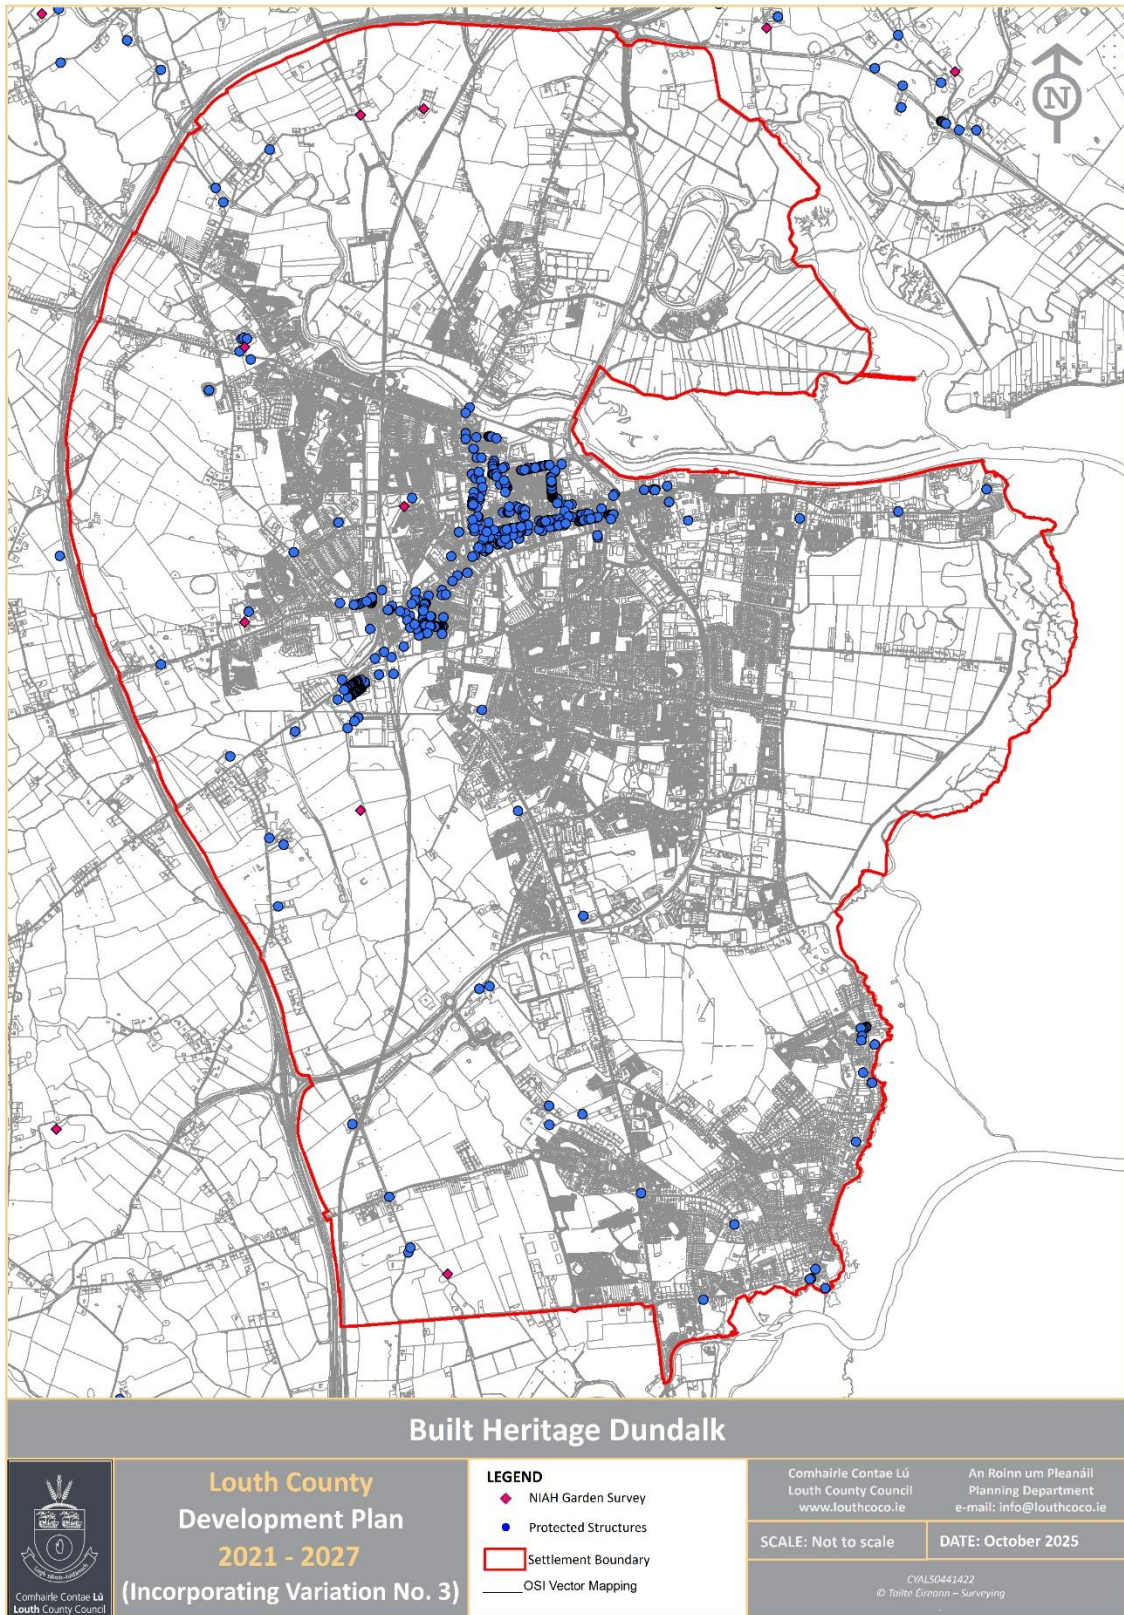 N
Built Heritage Dundalk
Comhairle Contae Lú
Louth County Council
Louth County
Development Plan
2021 - 2027
(Incorporating Variation No. 3)
LEGEND
NIAH Garden Survey
Protected Structures
Settlement Boundary
OSI Vector Mapping
Comhairle Contae Lú
Louth County Council
www.louthcoco.ie
An Roinn um Pleanáil
Planning Department
e-mail: info@louthcoco.ie
SCALE: Not to scale
DATE: October 2025
CYAL50441422
© Tailte Éireann – Surveying